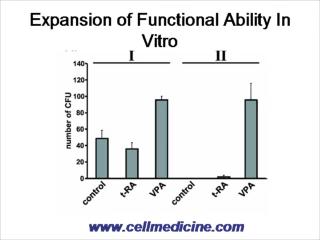 Expansion of Functional Ability In
Vitro
I II
number of CFU
140
120
100
80
60
40
20
0
control t-RA VPA control t-RA VPA
www.cellmedicine.com